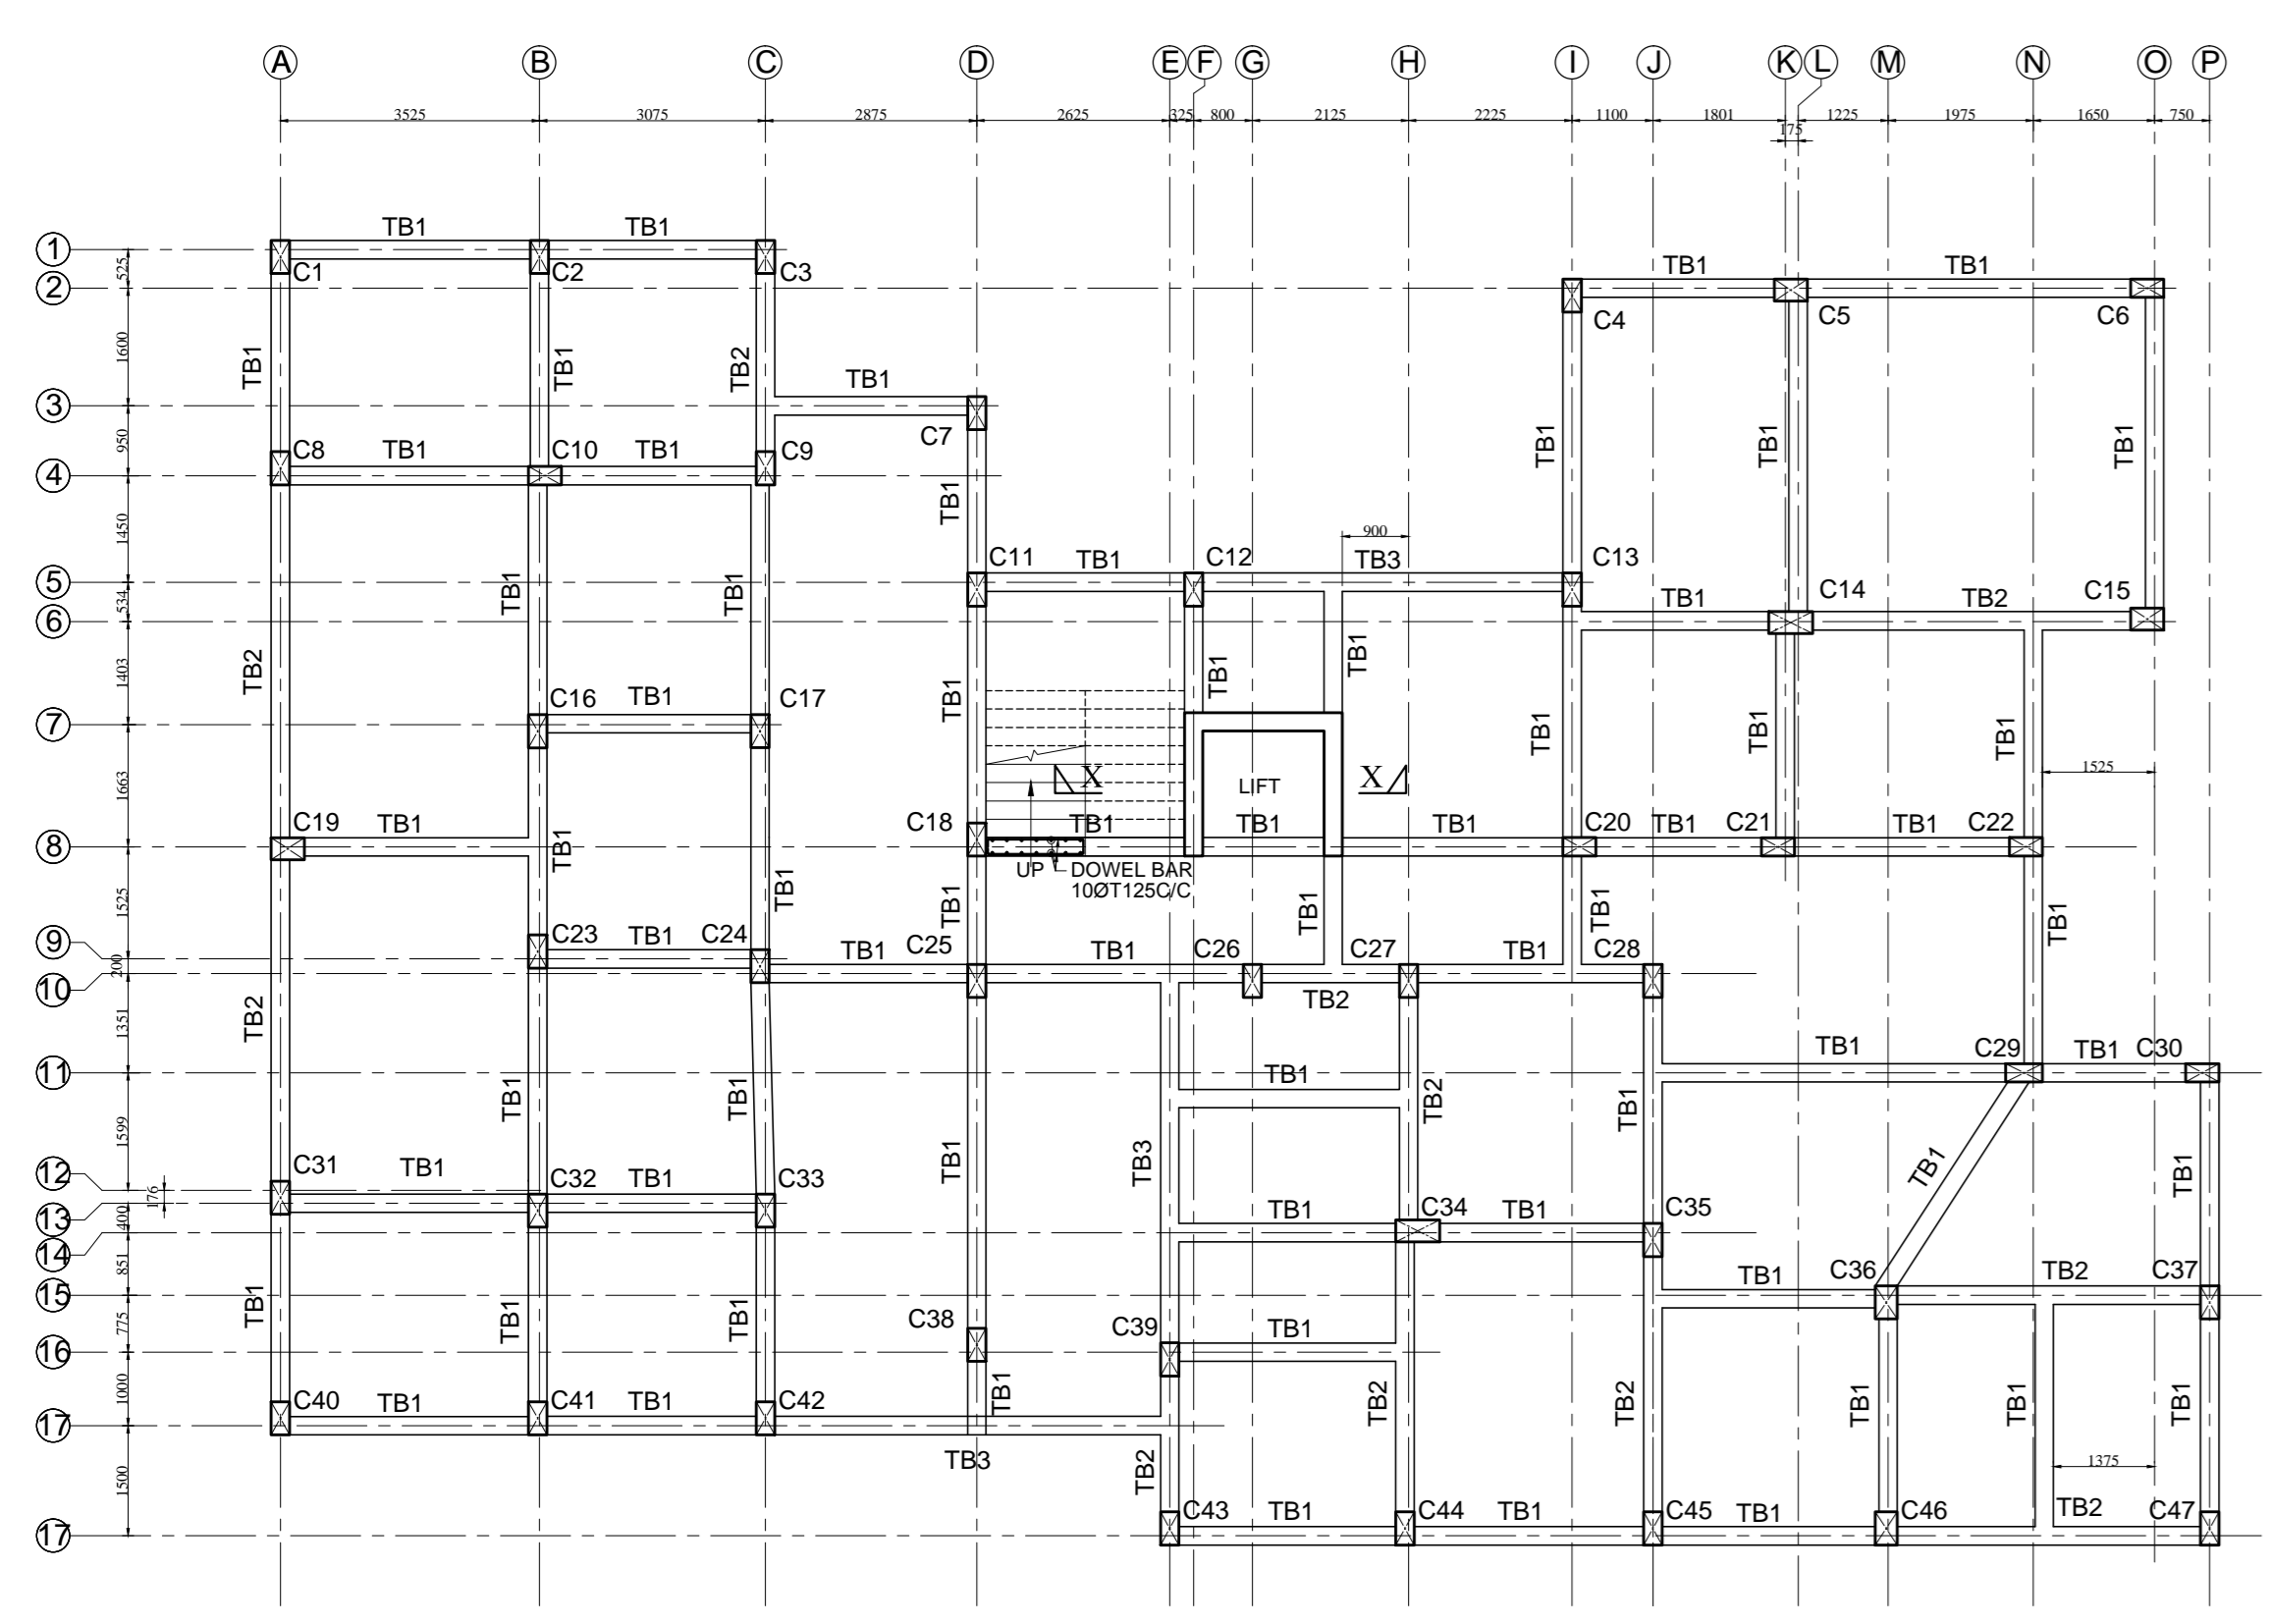 A B C D E F G H I J K L M N O P
3525 3075 2875 2625 325 800 2125 2225 1100 1801 1225 1975 1650 750
175
TB1 TB1
1
C1 C2 C3
525
TB1 TB1
2
C4 C5 C6
1600
TB1 TB1 TB2
TB1
3
C7
950
C8 TB1 C10 TB1 C9
TB1 TB1 TB1
4
TB1
1450
900
C11 TB1 C12 TB3 C13
5
TB1 TB1
534
TB1 C14 TB2 C15
6
TB2
1403
TB1 TB1 TB1
C16 TB1 C17
7
TB1 TB1 TB1
1663
X LIFT X
1525
C19 TB1 C18 TB1 TB1 TB1 C20 TB1 C21 TB1 C22
8
TB1
UP DOWEL BAR
10ØT125C/C
TB1 TB1 TB1 TB1 TB1
1525
9
C23 TB1 C24 TB1 C25 TB1 C26 C27 TB1 C28
200
10
TB2
TB2
1351
TB1 C29 TB1 C30
11
TB1
TB1 TB1 TB2 TB1
1599
TB1 TB3 TB1 TB1
C31 TB1
12
176
C32 TB1 C33
13
TB1 C34 TB1 C35
400
14
851
TB1 C36 TB2 C37
15
TB1 TB1 TB1
C38 C39 TB1
775
16
1000
C40 TB1 C41 TB1 C42
TB1 TB2 TB2 TB1 TB1 TB1
17
TB3
TB2
1500
1375
C43 TB1 C44 TB1 C45 TB1 C46 TB2 C47
17